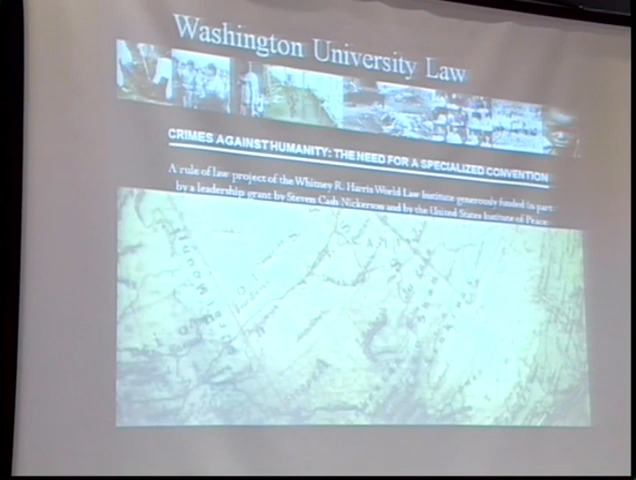 Washington University Law
CRIMES AGAINST HUMANITY: THE NEED FOR A SPECIALIZED CONVENTION
A rule of law project of the Whitney R. Harris World Law Institute generously funded in part
by a leadership grant by Steven Cash Nickerson and by the United States Institute of Peace